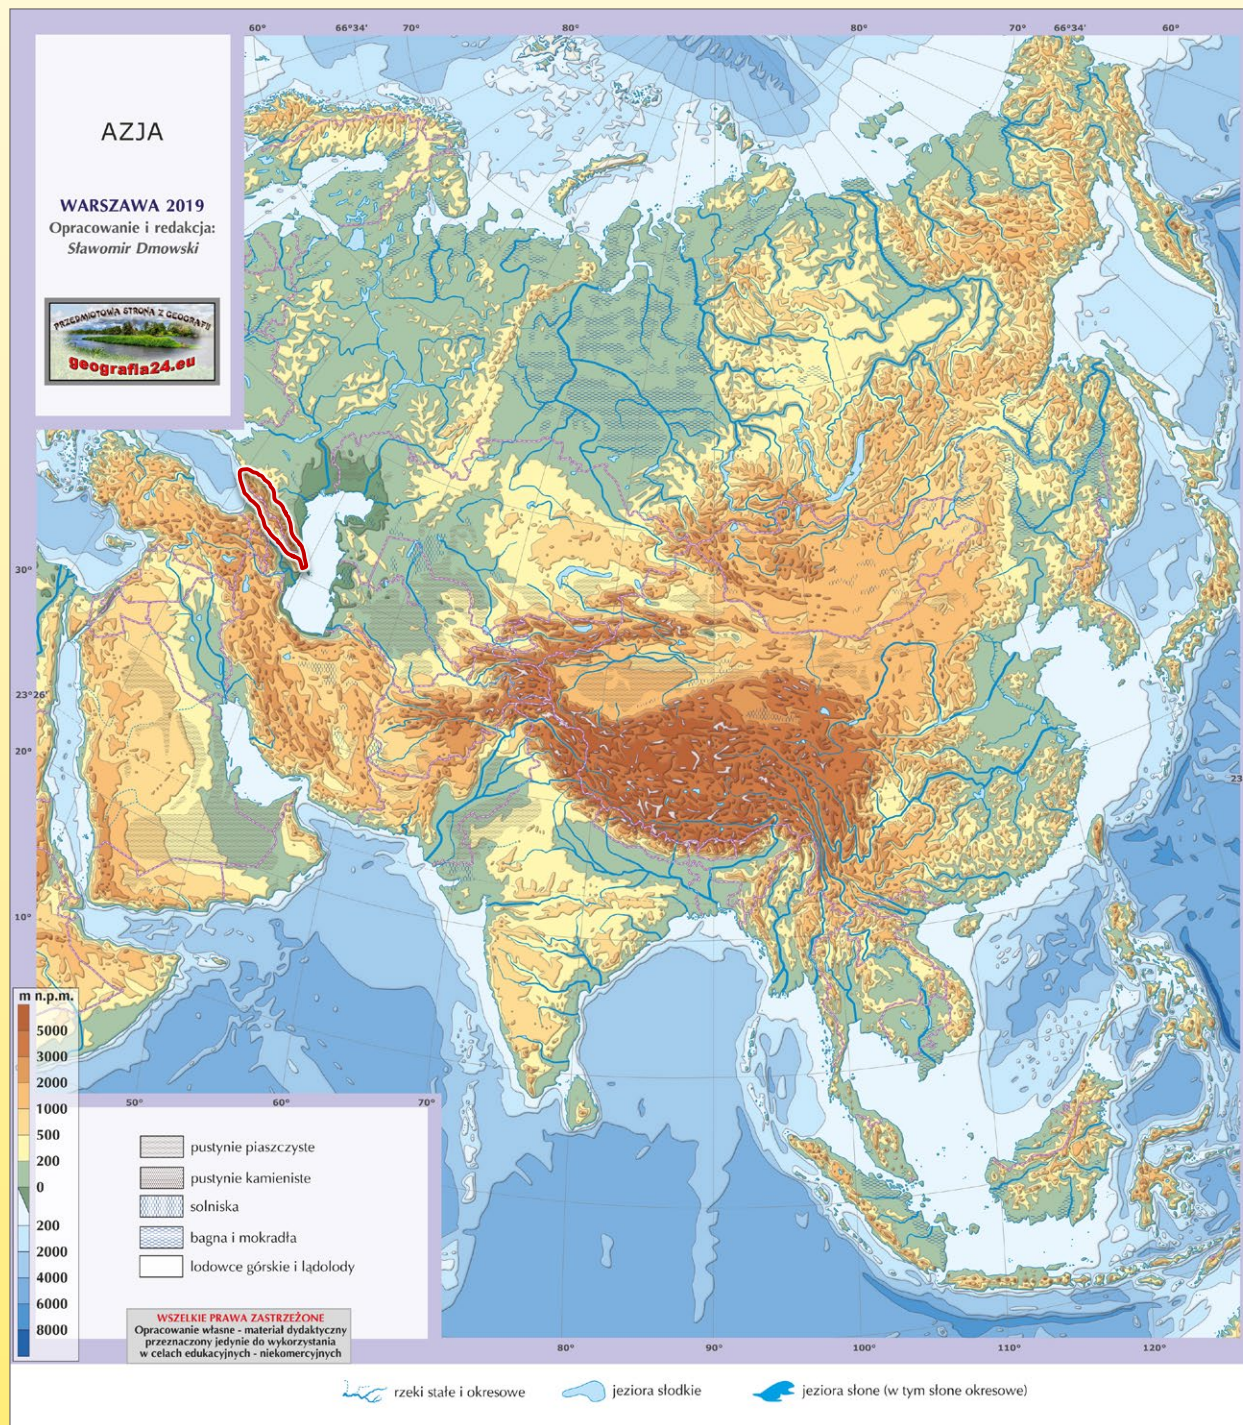 60° 66°34' 70° 80° 80° 70° 66°34' 60°
AZJA
WARSZAWA 2019
Opracowanie i redakcja:
Sławomir Dmowski
PRZEDMIOTOWA STRONA Z GEOGRAFII
geografia24.eu
30°
23°26'
20°
23
10°
m n.p.m.
5000
3000
2000
1000
500
200
0
200
2000
4000
6000
8000
50° 60° 70°
pustynie piaszczyste
pustynie kamieniste
solniska
bagna i mokradła
lodowce górskie i lądolody
WSZELKIE PRAWA ZASTRZEŻONE
Opracowanie własne - materiał dydaktyczny
przeznaczony jedynie do wykorzystania
w celach edukacyjnych - niekomercyjnych
80° 90° 100° 110° 120°
rzeki stałe i okresowe jeziora słodkie jeziora słone (w tym słone okresowe)